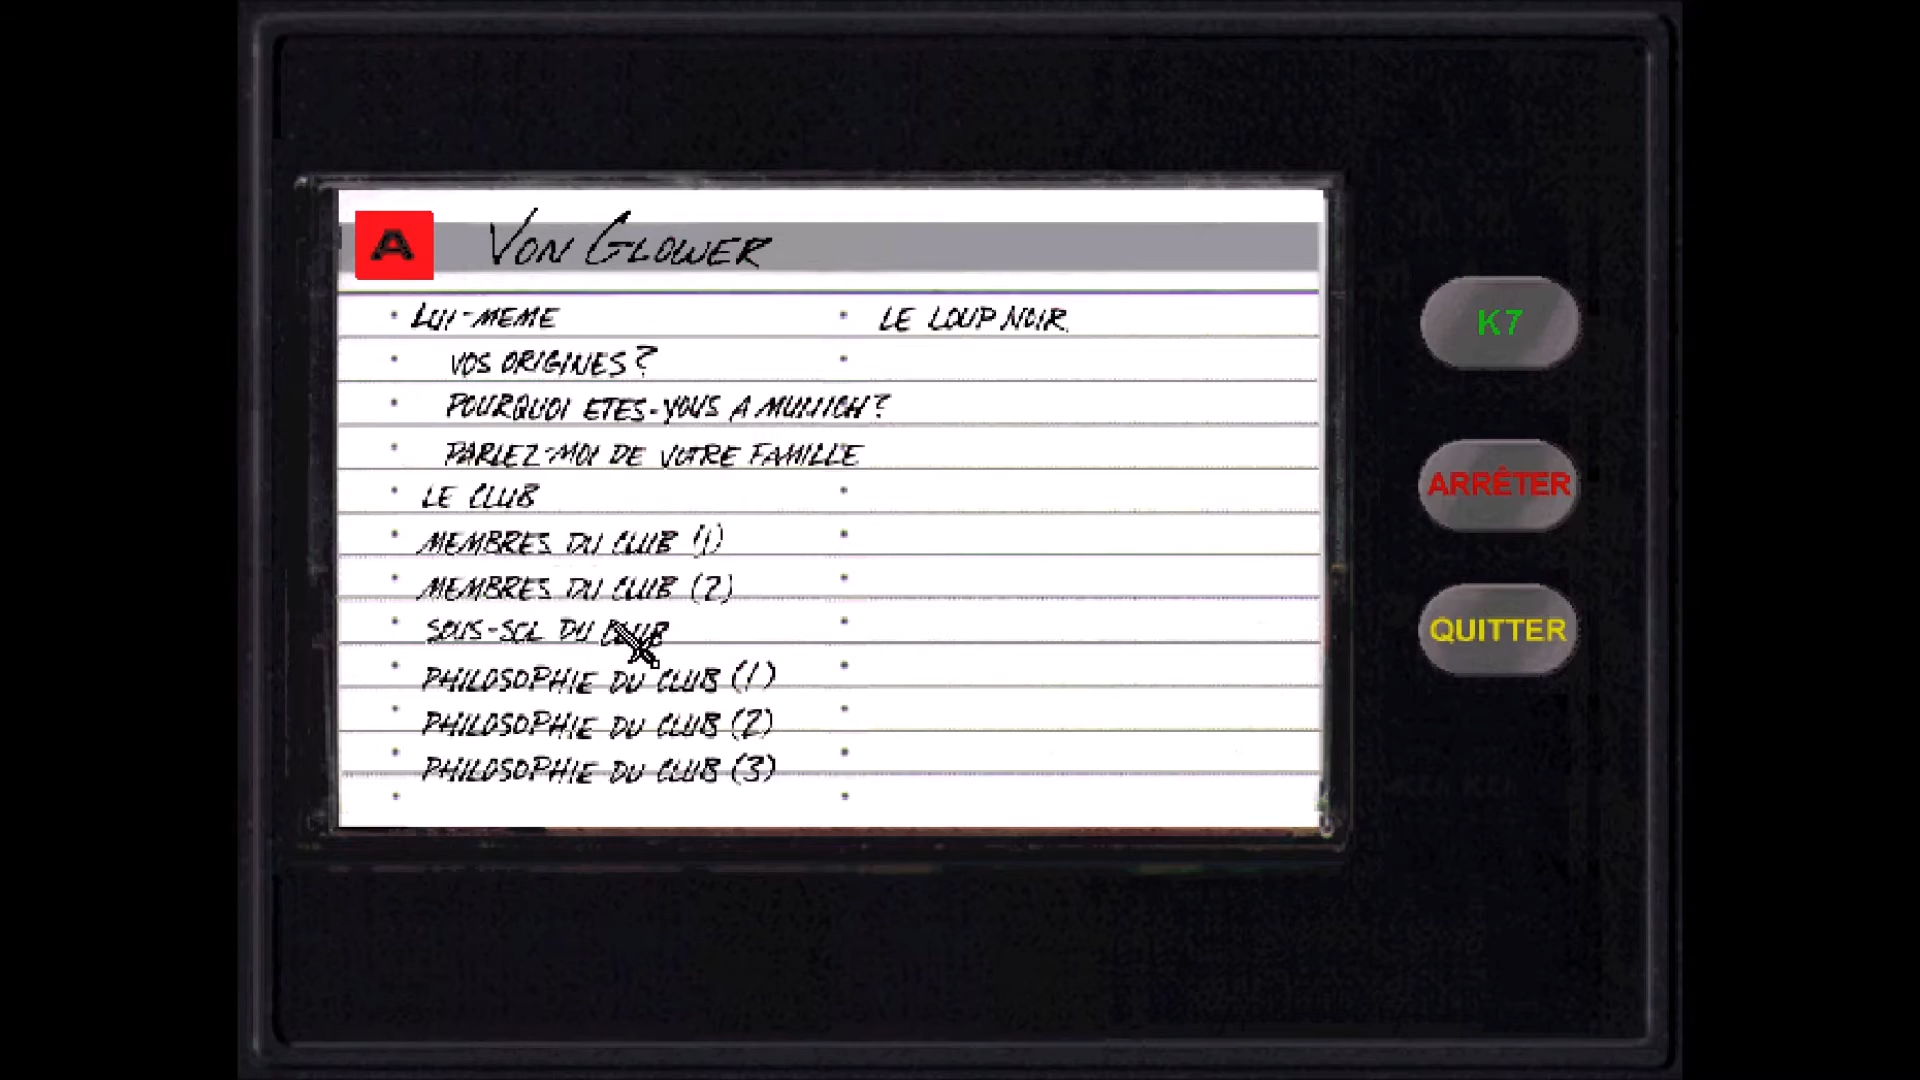 A VON GLOWER
LUI-MEME
LE LOUP NOIR
VOS ORIGINES?
POURQUOI ETES-VOUS A MUNICH?
PARLEZ-MOI DE VOTRE FAMILLE
LE CLUB
MEMBRES DU CLUB (1)
MEMBRES DU CLUB (2)
SOUS-SOL DU CLUB
PHILOSOPHIE DU CLUB (1)
PHILOSOPHIE DU CLUB (2)
PHILOSOPHIE DU CLUB (3)
K7
ARRÊTER
QUITTER